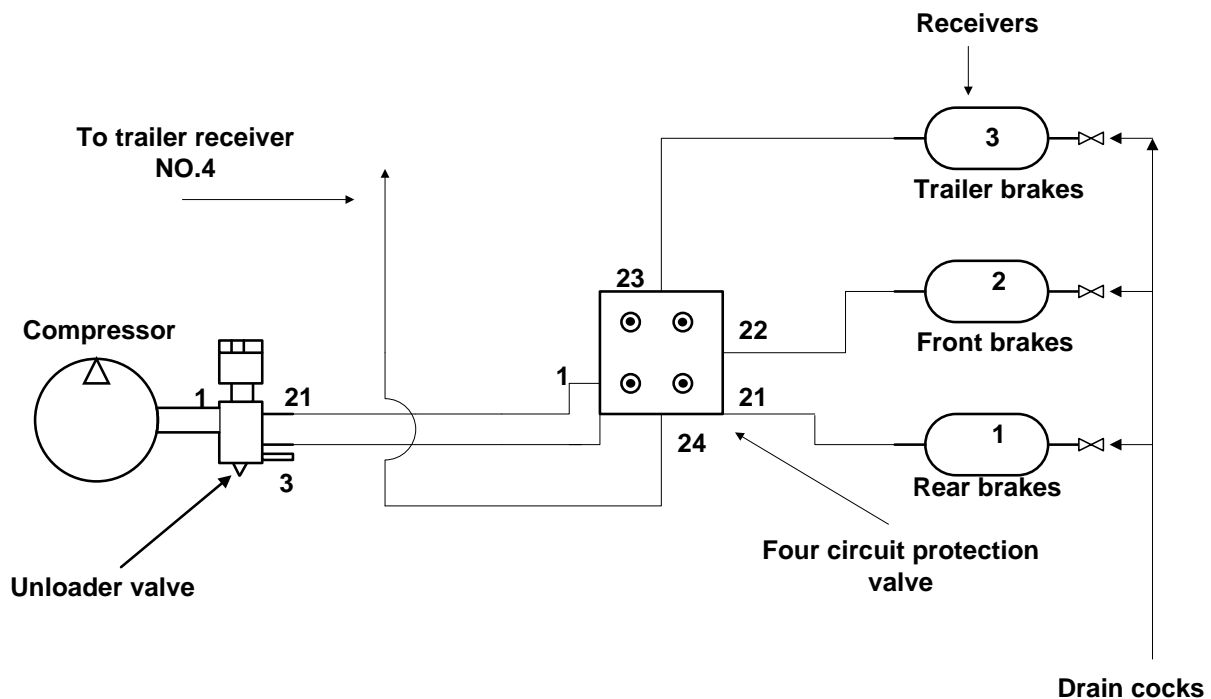 Receivers
To trailer receiver
NO.4
3
Trailer brakes
23
2
22
Front brakes
Compressor
1
1
21
21
24
1
3
Rear brakes
Four circuit protection
valve
Unloader valve
Drain cocks